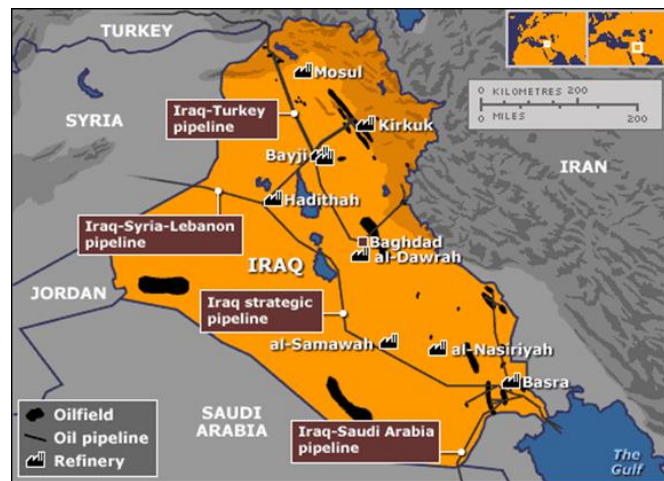 TURKEY
Mosul
SYRIA
Iraq-Turkey
pipeline
Kirkuk
Bayji
0 KILOMETRES 200
0 MILES 200
IRAN
Hadithah
Iraq-Syria-Lebanon
pipeline
Baghdad
al-Dawrah
IRAQ
JORDAN
Iraq strategic
pipeline
al-Samawah
al-Nasiriyah
Basra
Oilfield
Oil pipeline
Refinery
SAUDI
ARABIA
Iraq-Saudi Arabia
pipeline
The
Gulf